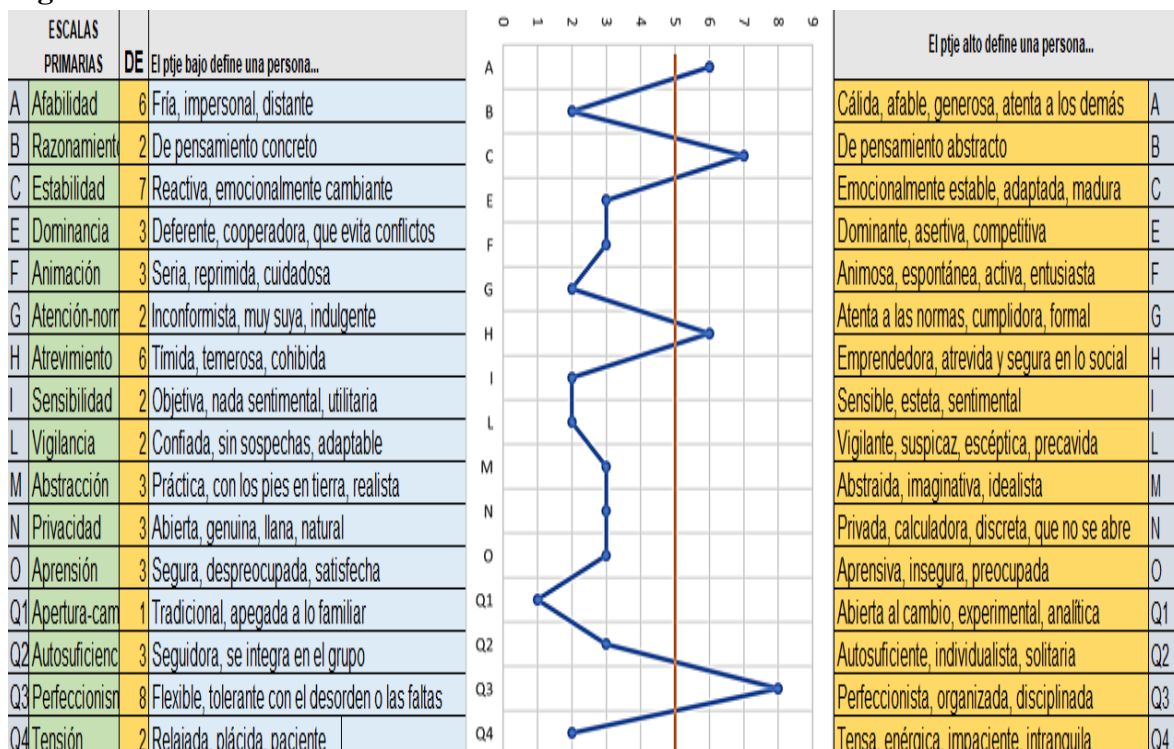 ESCALAS
PRIMARIAS DE El ptje bajo define una persona...
0 1 2 3 4 5 6 7 8 9
El ptje alto define una persona...
A Afabilidad 6 Fría, impersonal, distante A Cálida, afable, generosa, atenta a los demás A
B Razonamiento 2 De pensamiento concreto B De pensamiento abstracto B
C Estabilidad 7 Reactiva, emocionalmente cambiante C Emocionalmente estable, adaptada, madura C
E Dominancia 3 Deferente, cooperadora, que evita conflictos E Dominante, asertiva, competitiva E
F Animación 3 Seria, reprimida, cuidadosa F Animosa, espontánea, activa, entusiasta F
G Atención-norm 2 Inconformista, muy suya, indulgente G Atenta a las normas, cumplidora, formal G
H Atrevimiento 6 Tímida, temerosa, cohibida H Emprendedora, atrevida y segura en lo social H
I Sensibilidad 2 Objetiva, nada sentimental, utilitaria I Sensible, esteta, sentimental I
L Vigilancia 2 Confiada, sin sospechas, adaptable L Vigilante, suspicaz, escéptica, precavida L
M Abstracción 3 Práctica, con los pies en tierra, realista M Abstraida, imaginativa, idealista M
N Privacidad 3 Abierta, genuina, llana, natural N Privada, calculadora, discreta, que no se abre N
O Aprensión 3 Segura, despreocupada, satisfecha O Aprensiva, insegura, preocupada O
Q1 Apertura-cam 1 Tradicional, apegada a lo familiar Q1 Abierta al cambio, experimental, analítica Q1
Q2 Autosuficienc 3 Seguidora, se integra en el grupo Q2 Autosuficiente, individualista, solitaria Q2
Q3 Perfeccionism 8 Flexible, tolerante con el desorden o las faltas Q3 Perfeccionista, organizada, disciplinada Q3
Q4 Tensión 2 Relajada, plácida, paciente Q4 Tensa, enérgica, impaciente, intranquila Q4